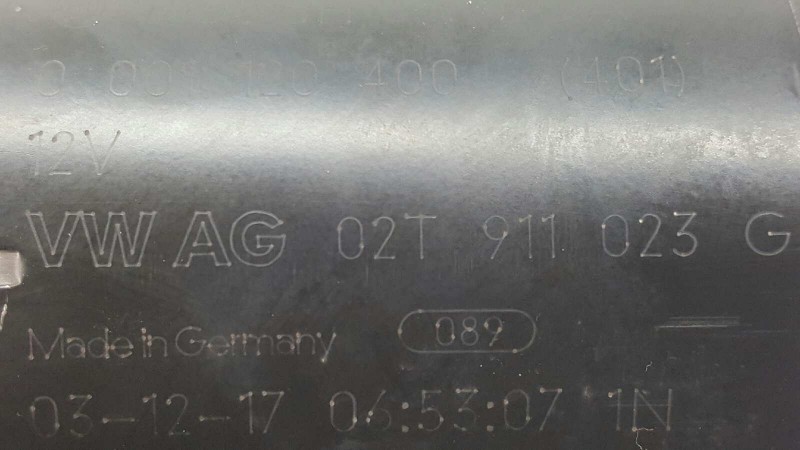 0 001 120 400 (401)
12V
VW AG 02T 911 023 G
Made in Germany 089
03-12-17 06:53:07 1N